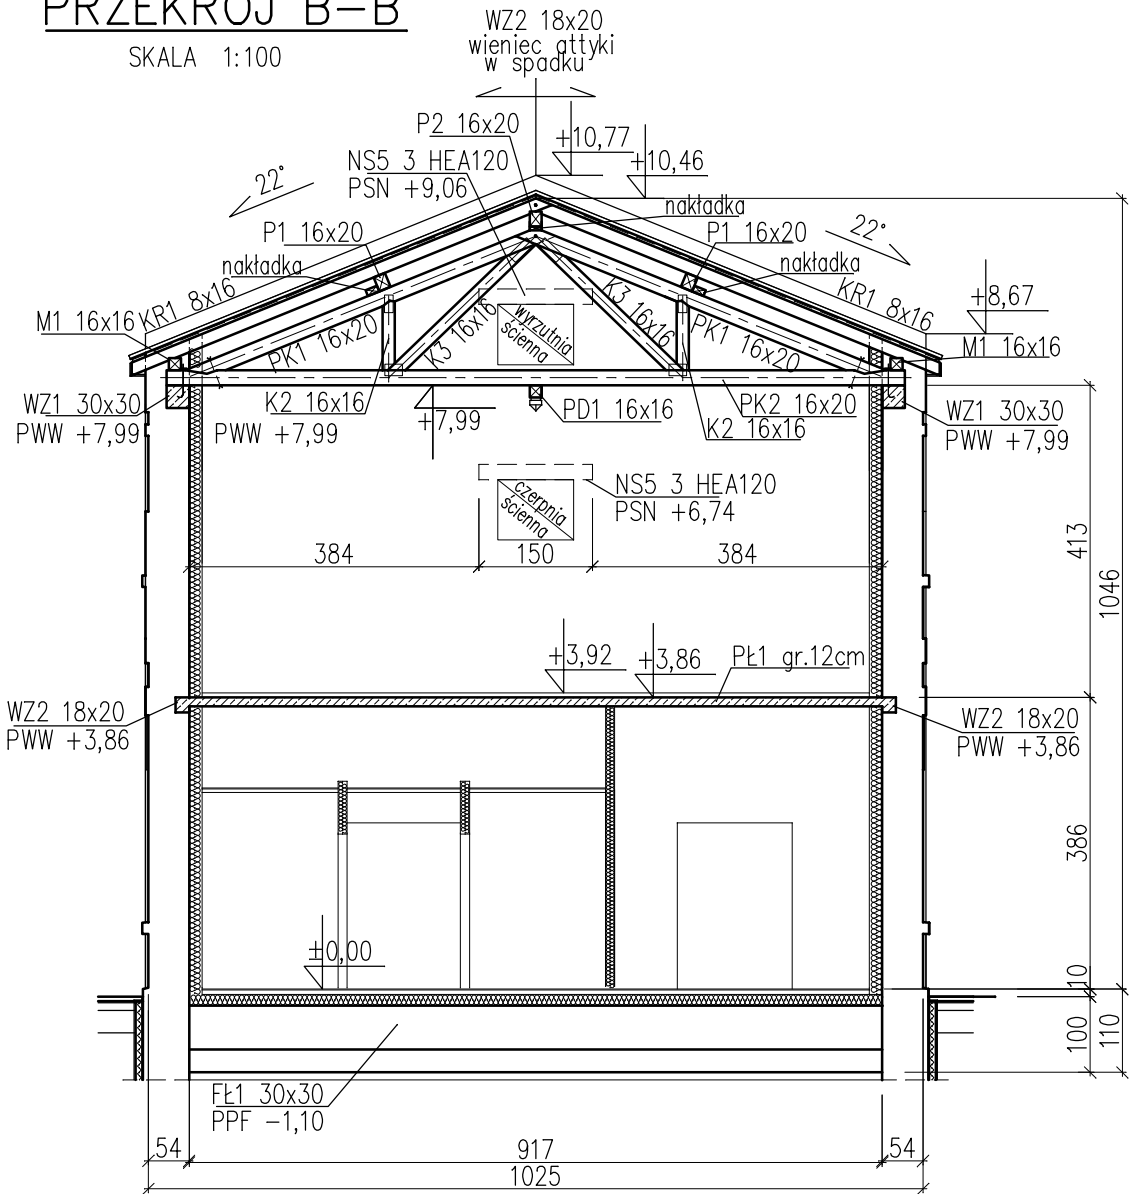 PRZEKRÓJ B–B
SKALA 1:100
WZ2 18x20
wieniec attyki
w spadku
P2 16x20
+10,77
NS5 3 HEA120
PSN +9,06
+10,46
22°
nakładka
P1 16x20
P1 16x20
22°
nakładka
nakładka
KR1 8x16
KR1 8x16
+8,67
M1 16x16
M1 16x16
PK1 16x20
K3 16x16
wyrzutnia
ścienna
K3 16x16
PK1 16x20
WZ1 30x30
PWW +7,99
K2 16x16
PWW +7,99
+7,99
PD1 16x16
PK2 16x20
K2 16x16
WZ1 30x30
PWW +7,99
NS5 3 HEA120
PSN +6,74
czerpnia
ścienna
384
150
384
413
1046
+3,92
+3,86
PŁ1 gr.12cm
WZ2 18x20
PWW +3,86
WZ2 18x20
PWW +3,86
386
±0,00
10
100
110
FŁ1 30x30
PPF –1,10
54
917
54
1025